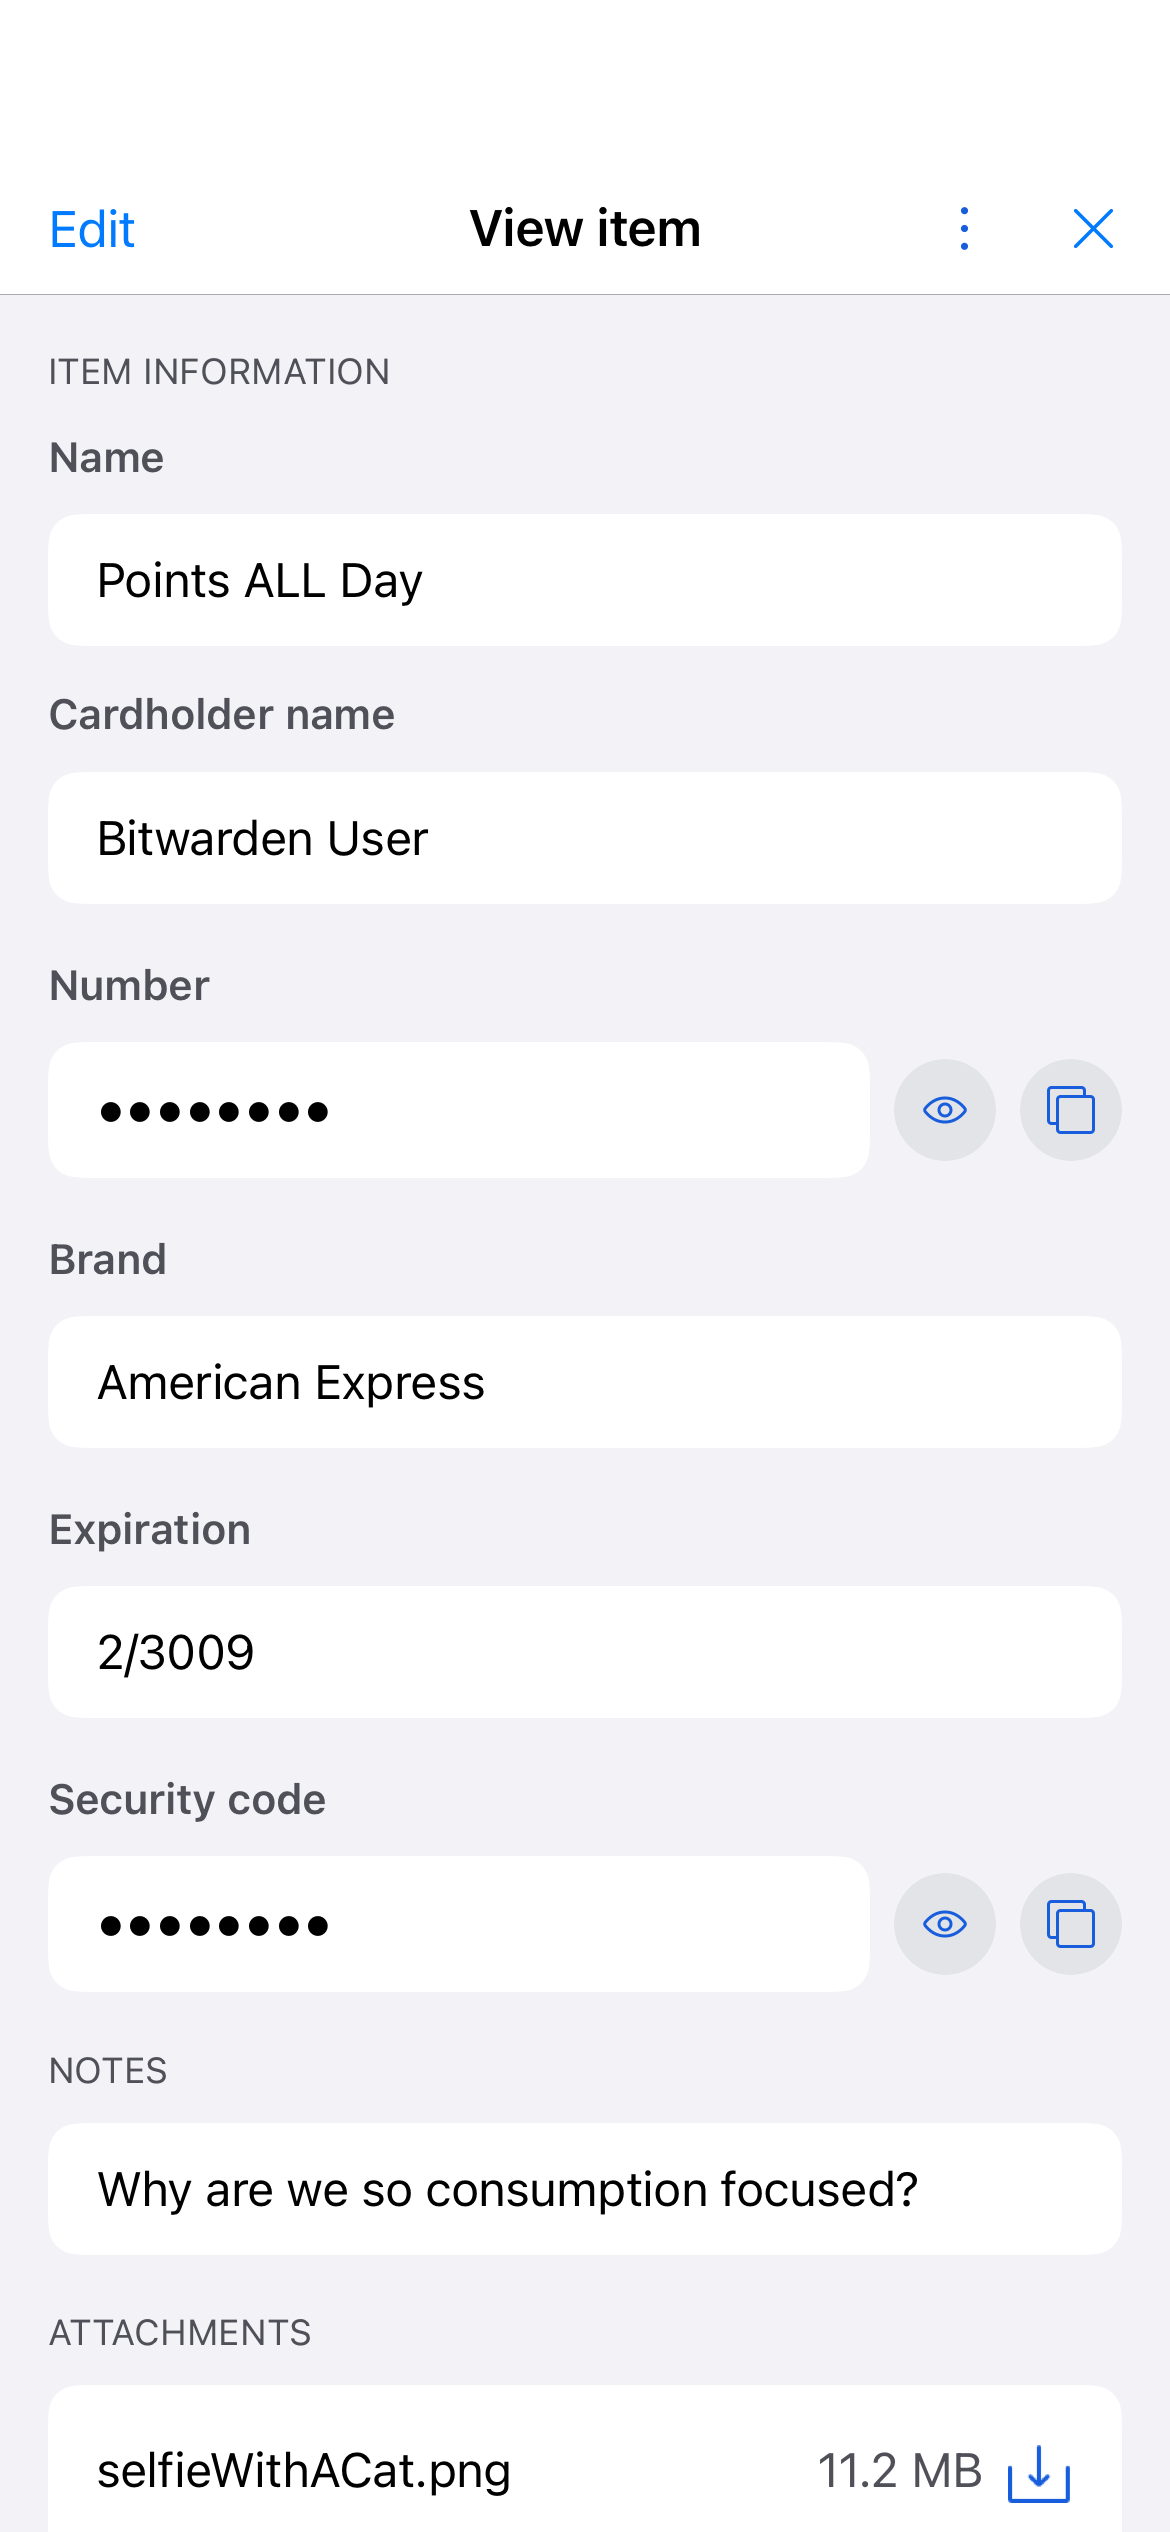 Edit
View item
ITEM INFORMATION
Name
Points ALL Day
Cardholder name
Bitwarden User
Number
••••••••
Brand
American Express
Expiration
2/3009
Security code
••••••••
NOTES
Why are we so consumption focused?
ATTACHMENTS
selfieWithACat.png 11.2 MB